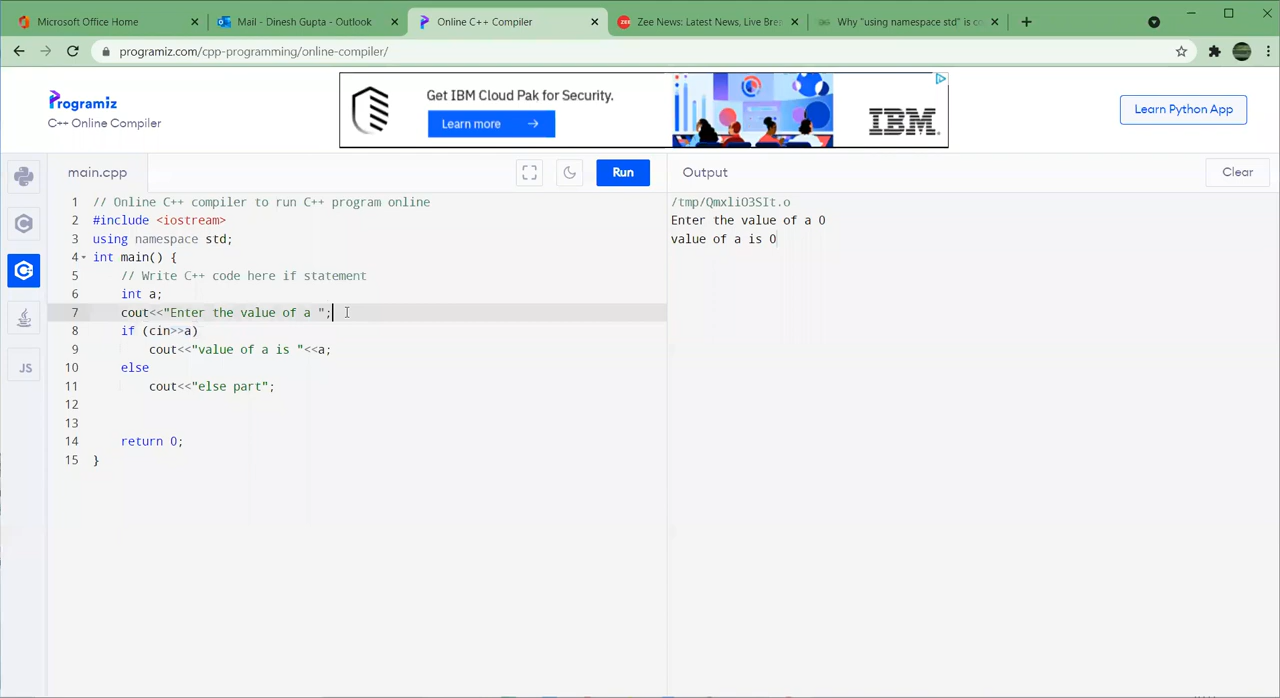 Microsoft Office Home
Mail - Dinesh Gupta - Outlook
Online C++ Compiler
Zee News: Latest News, Live Brea
Why "using namespace std" is co
programiz.com/cpp-programming/online-compiler/
Programiz
C++ Online Compiler
Get IBM Cloud Pak for Security.
Learn more →
IBM.
Learn Python App
main.cpp
Run
Output
Clear
1 // Online C++ compiler to run C++ program online
2 #include <iostream>
3 using namespace std;
4 int main() {
5 // Write C++ code here if statement
6 int a;
7 cout<<"Enter the value of a ";
8 if (cin>>a)
9 cout<<"value of a is "<<a;
10 else
11 cout<<"else part";
12
13
14 return 0;
15 }
/tmp/QmxliO3SIt.o
Enter the value of a 0
value of a is 0
JS